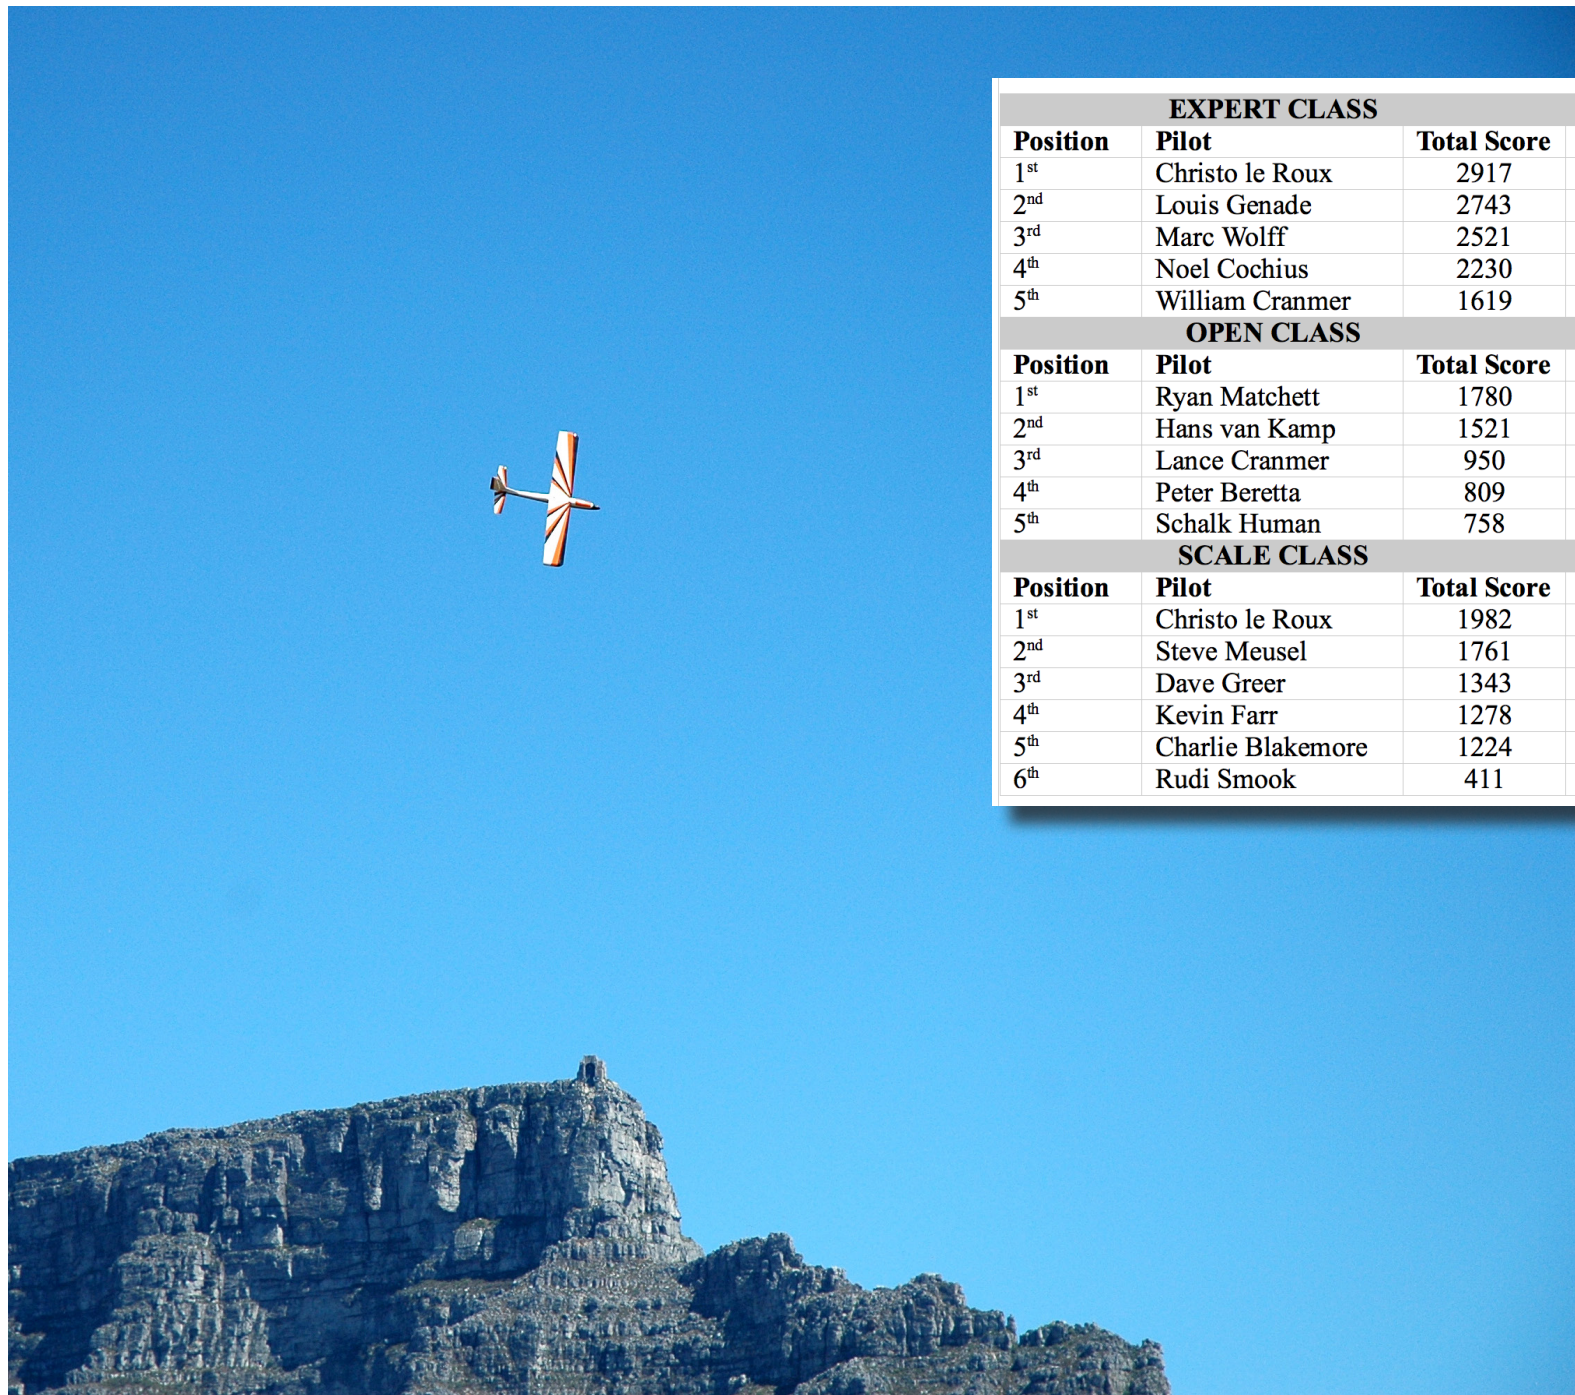 EXPERT CLASS
Position Pilot Total Score
1st Christo le Roux 2917
2nd Louis Genade 2743
3rd Marc Wolff 2521
4th Noel Cochius 2230
5th William Cranmer 1619
OPEN CLASS
Position Pilot Total Score
1st Ryan Matchett 1780
2nd Hans van Kamp 1521
3rd Lance Cranmer 950
4th Peter Beretta 809
5th Schalk Human 758
SCALE CLASS
Position Pilot Total Score
1st Christo le Roux 1982
2nd Steve Meusel 1761
3rd Dave Greer 1343
4th Kevin Farr 1278
5th Charlie Blakemore 1224
6th Rudi Smook 411